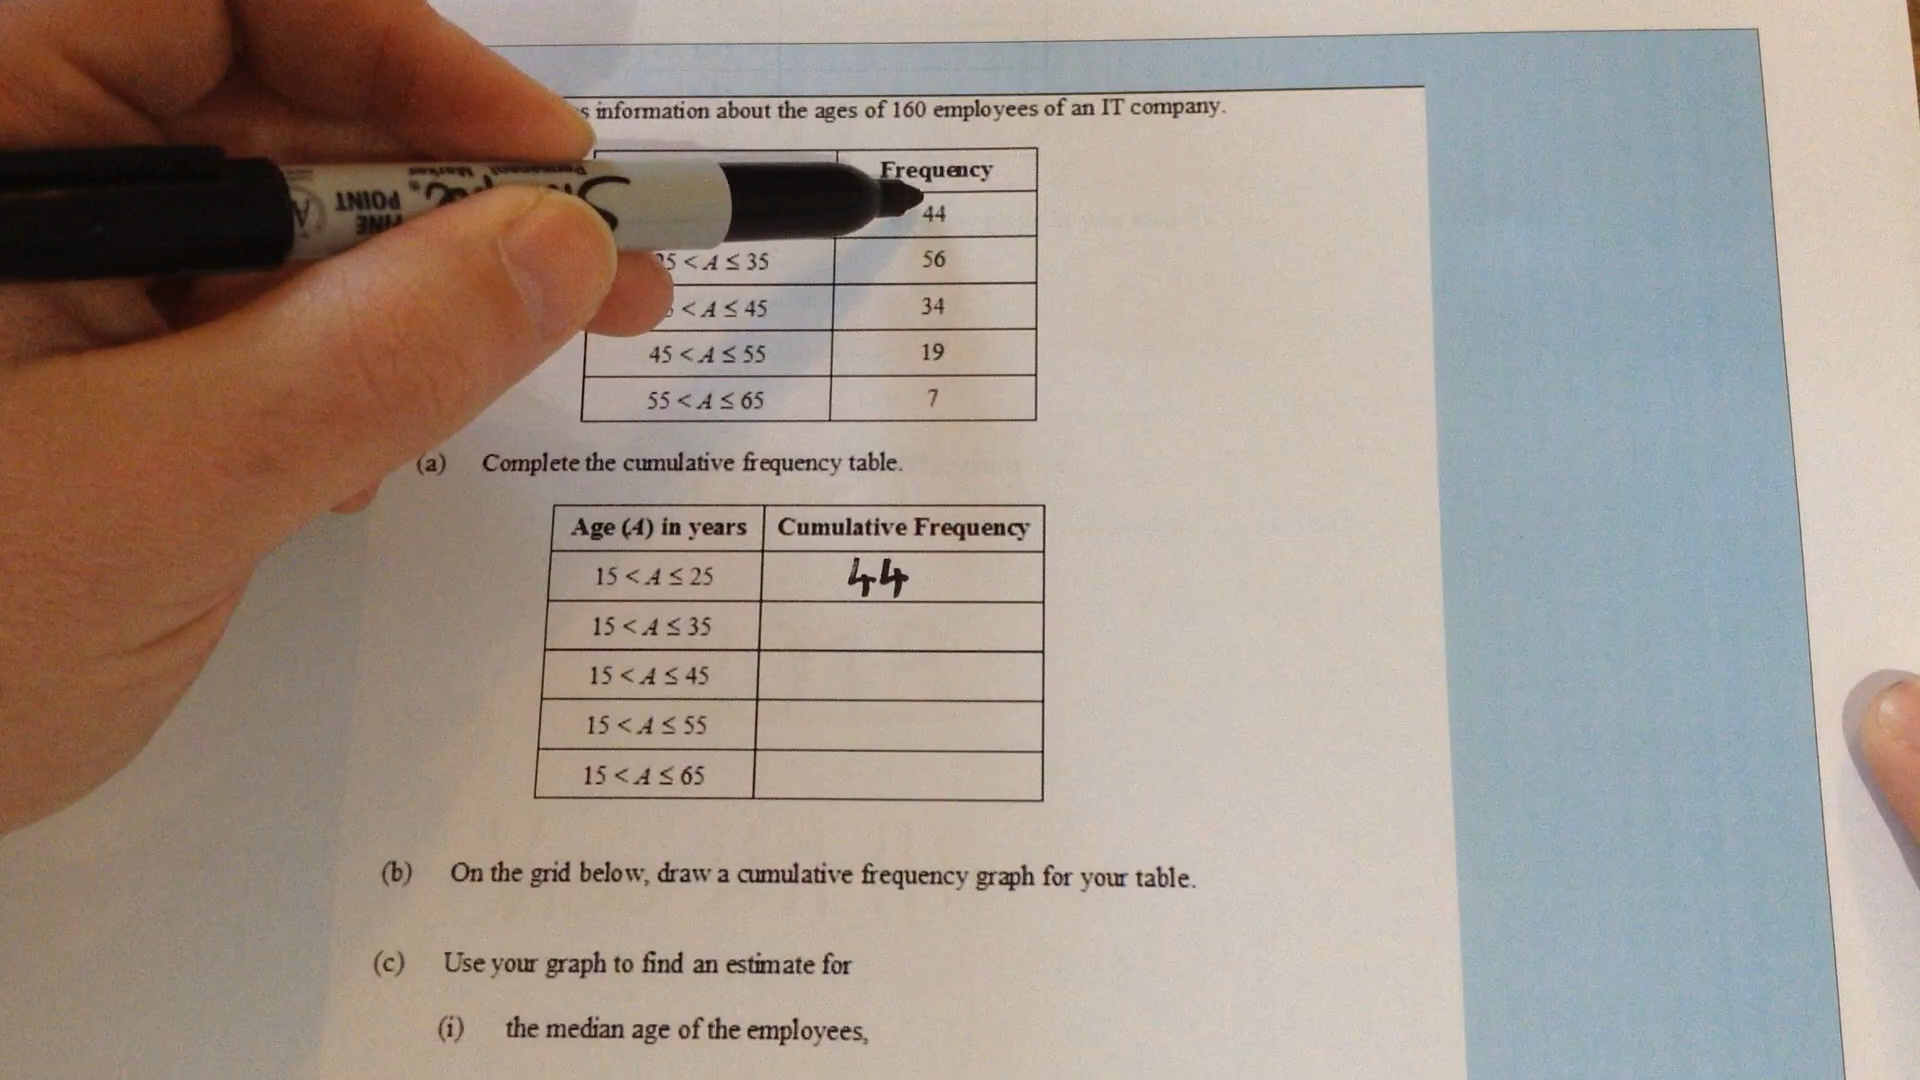 information about the ages of 160 employees of an IT company.
Frequency
44
< A ≤ 35 56
< A ≤ 45 34
45 < A ≤ 55 19
55 < A ≤ 65 7
(a) Complete the cumulative frequency table.
Age (A) in years Cumulative Frequency
15 < A ≤ 25 44
15 < A ≤ 35
15 < A ≤ 45
15 < A ≤ 55
15 < A ≤ 65
(b) On the grid below, draw a cumulative frequency graph for your table.
(c) Use your graph to find an estimate for
(i) the median age of the employees,
FINE POINT
Permanent Marker